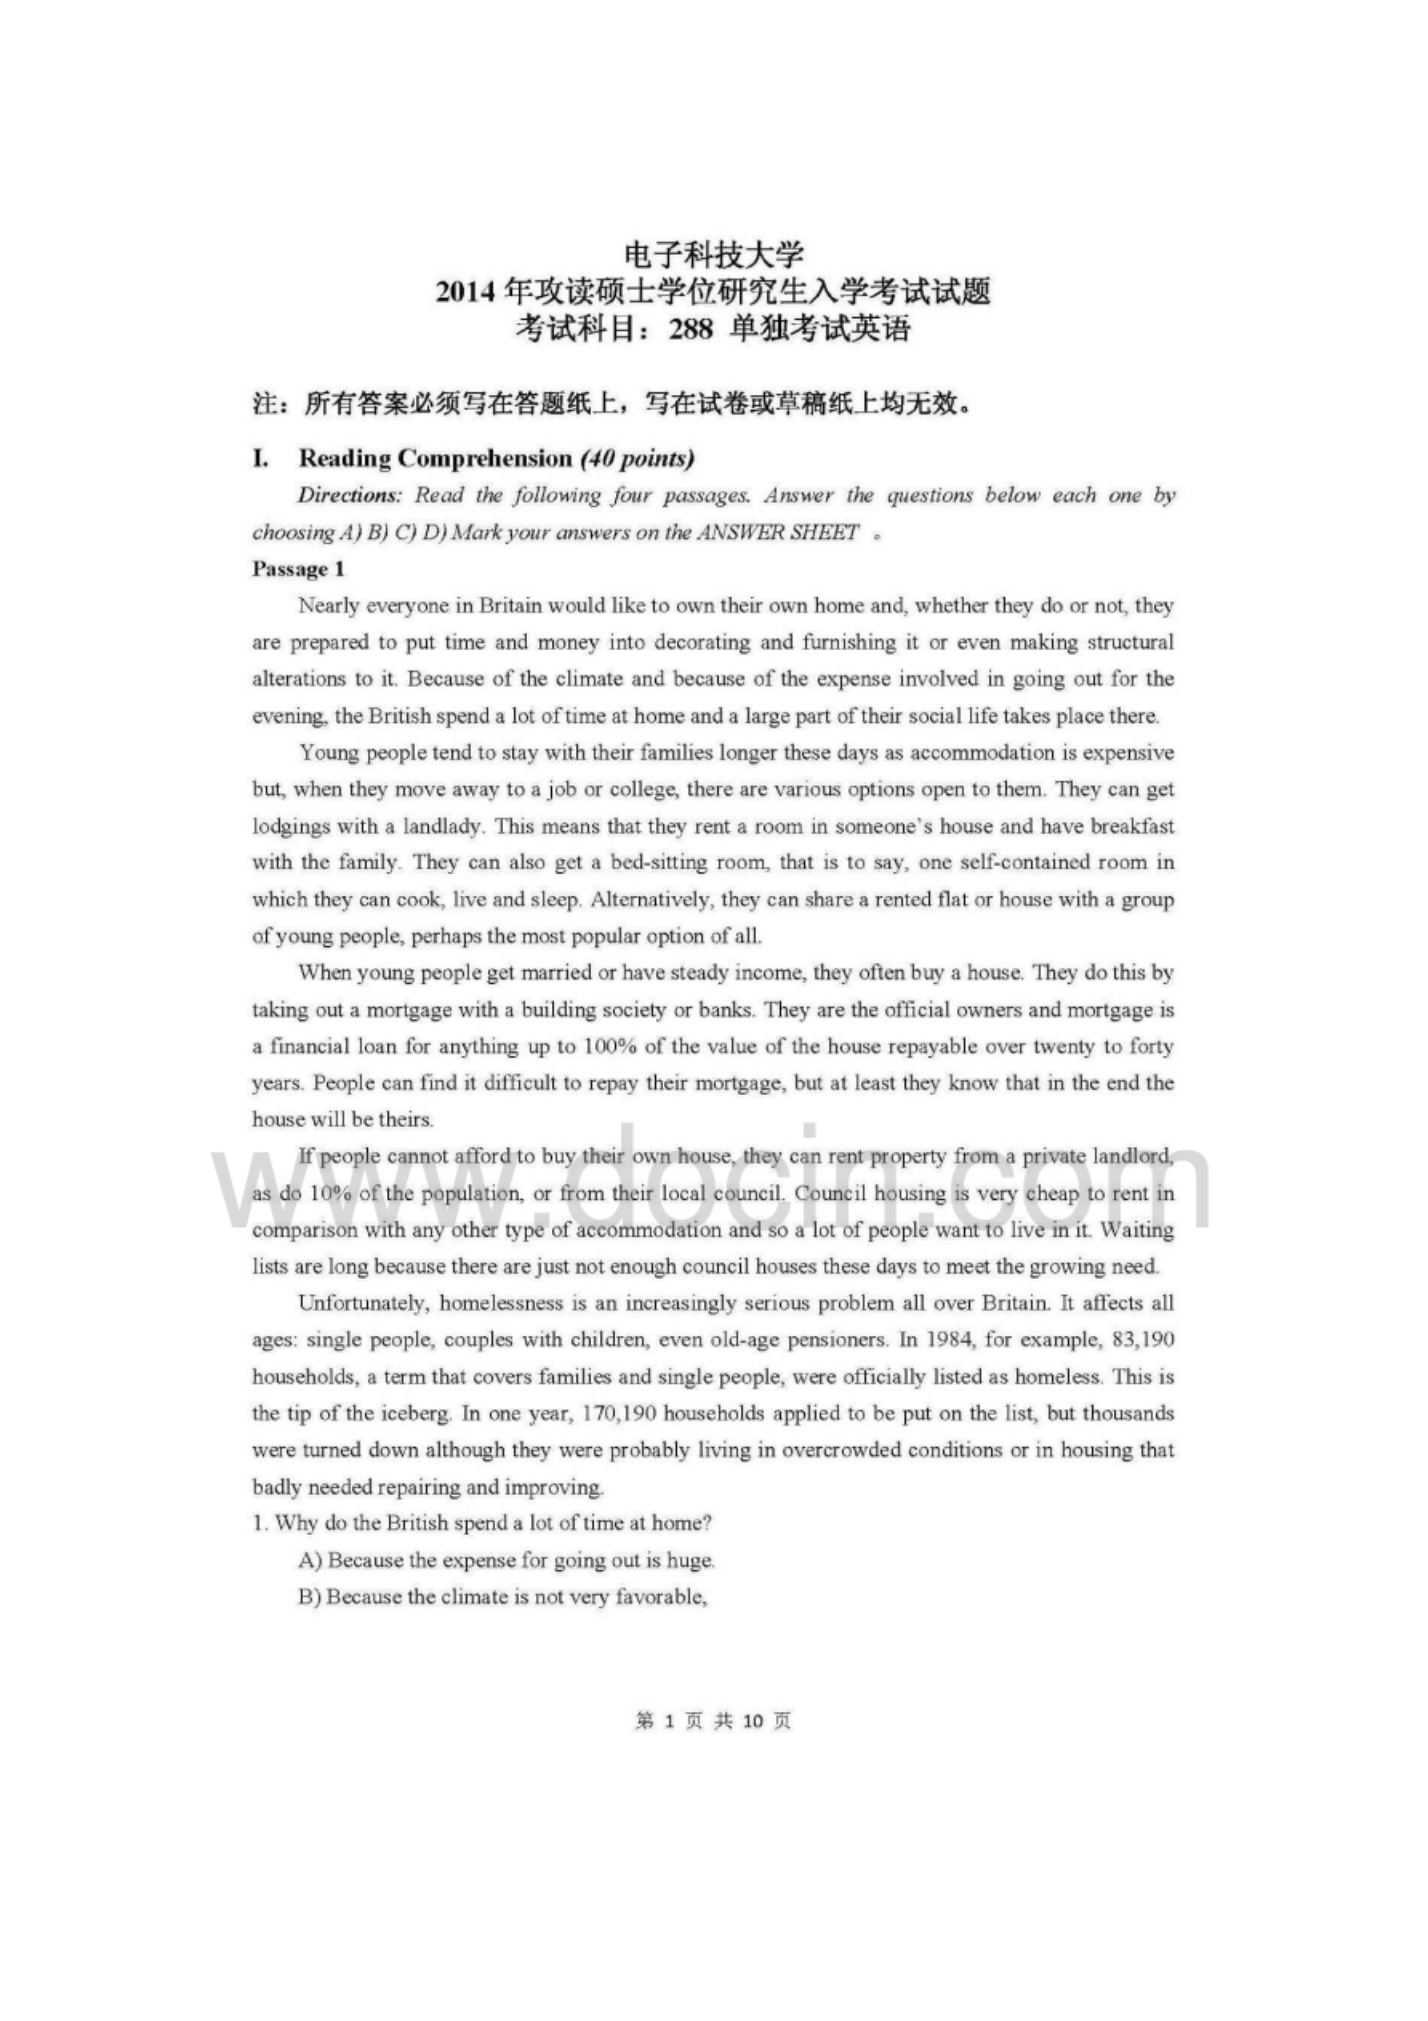 电子科技大学
2014 年攻读硕士学位研究生入学考试试题
考试科目：288 单独考试英语
注：所有答案必须写在答题纸上，写在试卷或草稿纸上均无效。
I. Reading Comprehension (40 points)
Directions: Read the following four passages. Answer the questions below each one by
choosing A) B) C) D) Mark your answers on the ANSWER SHEET 。
Passage 1
Nearly everyone in Britain would like to own their own home and, whether they do or not, they
are prepared to put time and money into decorating and furnishing it or even making structural
alterations to it. Because of the climate and because of the expense involved in going out for the
evening, the British spend a lot of time at home and a large part of their social life takes place there.
Young people tend to stay with their families longer these days as accommodation is expensive
but, when they move away to a job or college, there are various options open to them. They can get
lodgings with a landlady. This means that they rent a room in someone's house and have breakfast
with the family. They can also get a bed-sitting room, that is to say, one self-contained room in
which they can cook, live and sleep. Alternatively, they can share a rented flat or house with a group
of young people, perhaps the most popular option of all.
When young people get married or have steady income, they often buy a house. They do this by
taking out a mortgage with a building society or banks. They are the official owners and mortgage is
a financial loan for anything up to 100% of the value of the house repayable over twenty to forty
years. People can find it difficult to repay their mortgage, but at least they know that in the end the
house will be theirs.
If people cannot afford to buy their own house, they can rent property from a private landlord,
as do 10% of the population, or from their local council. Council housing is very cheap to rent in
comparison with any other type of accommodation and so a lot of people want to live in it. Waiting
lists are long because there are just not enough council houses these days to meet the growing need.
Unfortunately, homelessness is an increasingly serious problem all over Britain. It affects all
ages: single people, couples with children, even old-age pensioners. In 1984, for example, 83,190
households, a term that covers families and single people, were officially listed as homeless. This is
the tip of the iceberg. In one year, 170,190 households applied to be put on the list, but thousands
were turned down although they were probably living in overcrowded conditions or in housing that
badly needed repairing and improving.
1. Why do the British spend a lot of time at home?
A) Because the expense for going out is huge.
B) Because the climate is not very favorable,
第 1 页 共 10 页
www.docin.com